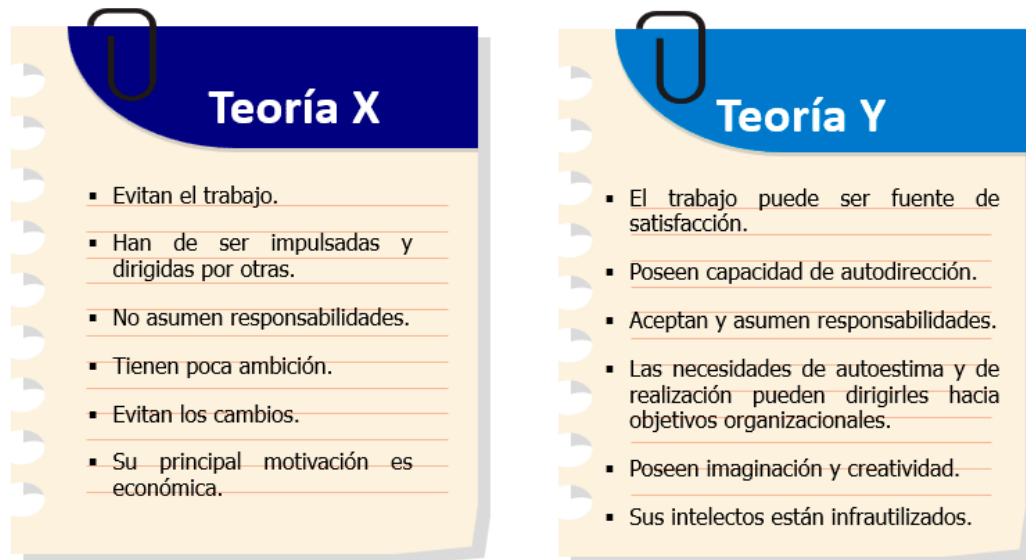 Teoría X
▪ Evitan el trabajo.
▪ Han de ser impulsadas y
dirigidas por otras.
▪ No asumen responsabilidades.
▪ Tienen poca ambición.
▪ Evitan los cambios.
▪ Su principal motivación es
económica.
Teoría Y
▪ El trabajo puede ser fuente de
satisfacción.
▪ Poseen capacidad de autodirección.
▪ Aceptan y asumen responsabilidades.
▪ Las necesidades de autoestima y de
realización pueden dirigirles hacia
objetivos organizacionales.
▪ Poseen imaginación y creatividad.
▪ Sus intelectos están infrautilizados.